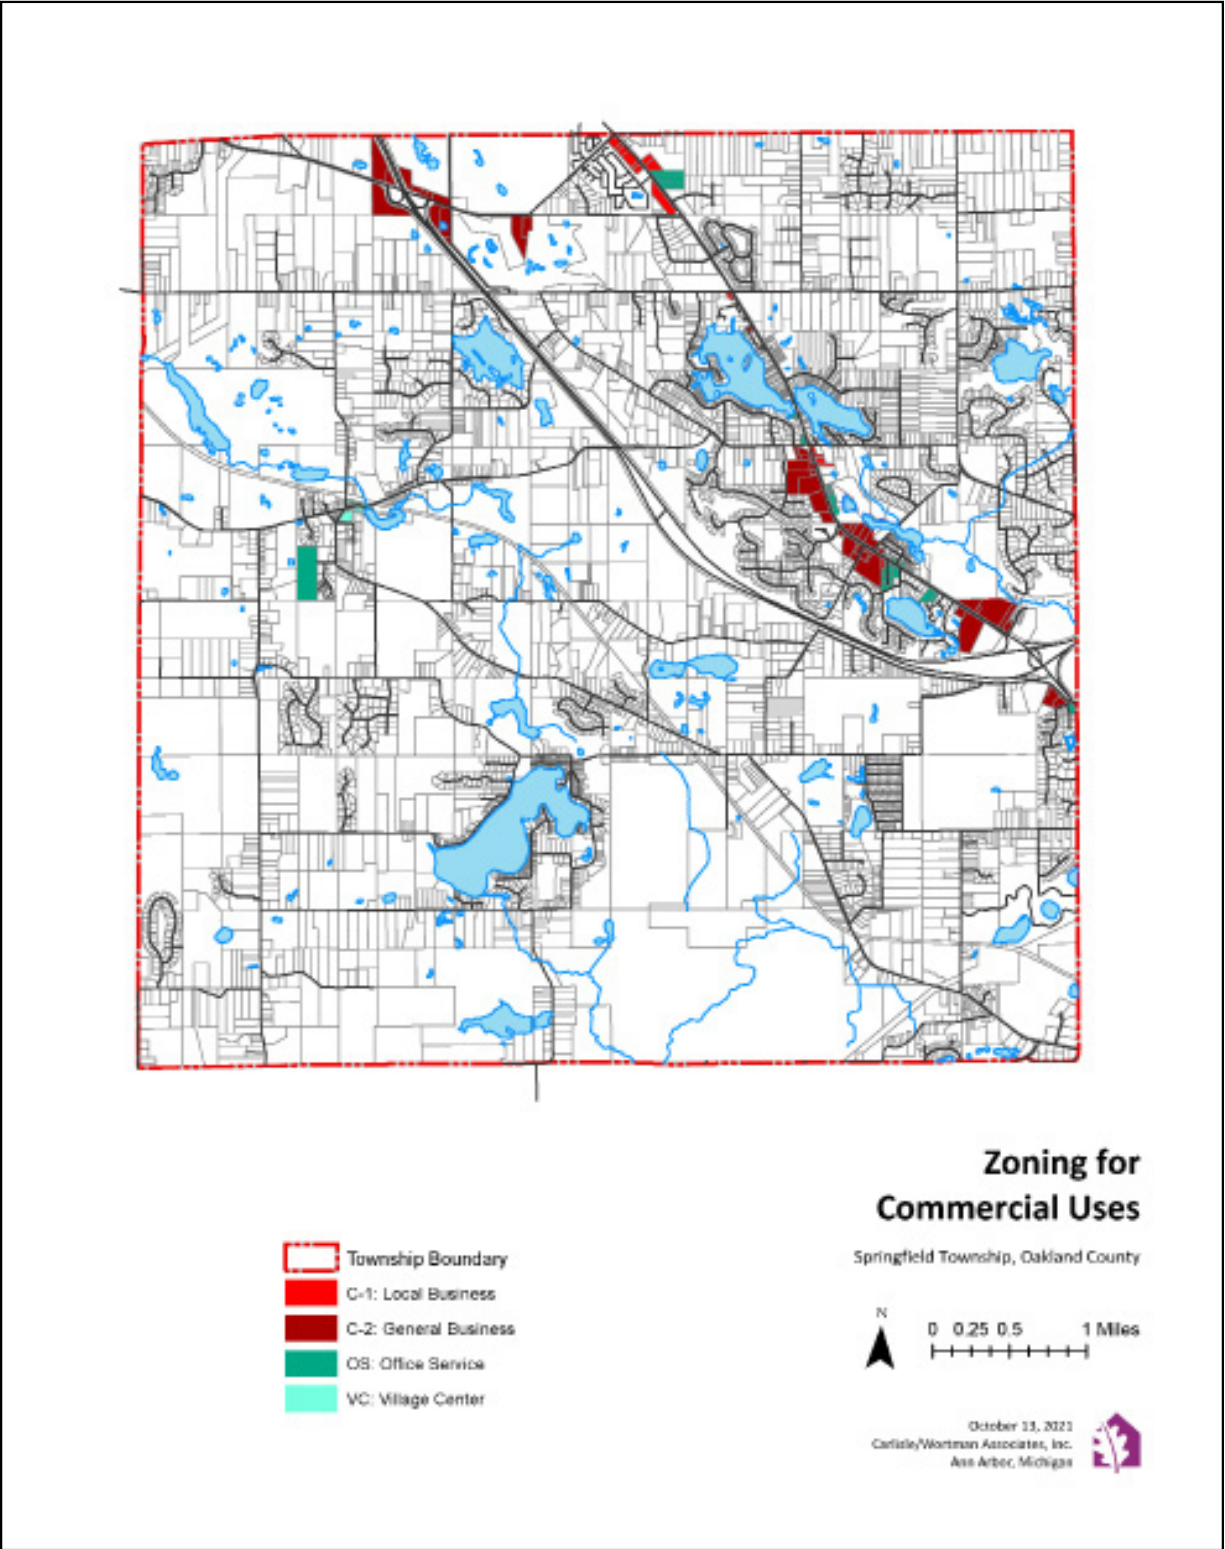 Zoning for
Commercial Uses
Springfield Township, Oakland County
Township Boundary
C-1: Local Business
C-2: General Business
OS: Office Service
VC: Village Center
N
0 0.25 0.5 1 Miles
October 13, 2021
Carlisle/Wortman Associates, Inc.
Ann Arbor, Michigan